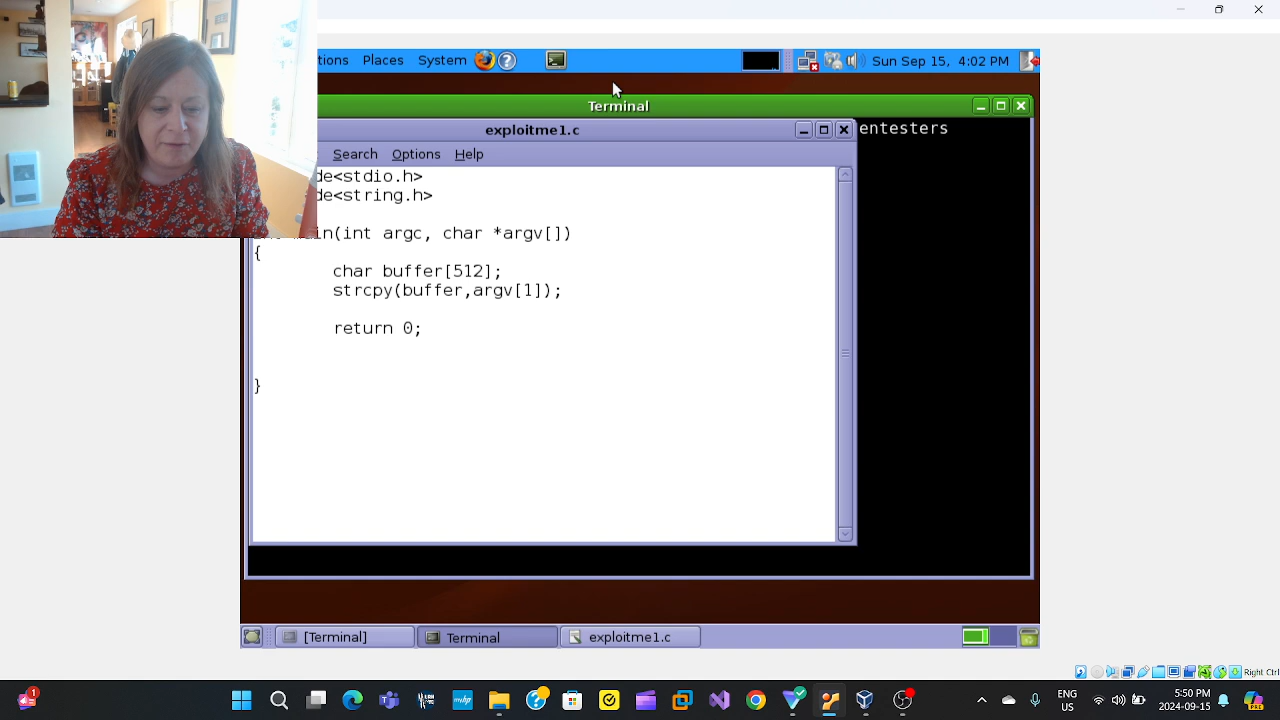 tions Places System Sun Sep 15, 4:02 PM
Terminal
exploitme1.c
entesters
Search Options Help
de<stdio.h>
de<string.h>
in(int argc, char *argv[])
{
char buffer[512];
strcpy(buffer,argv[1]);
return 0;
}
[Terminal] Terminal exploitme1.c
Right Ctrl
1 myhp ENG US 5:50 PM 2024-09-15